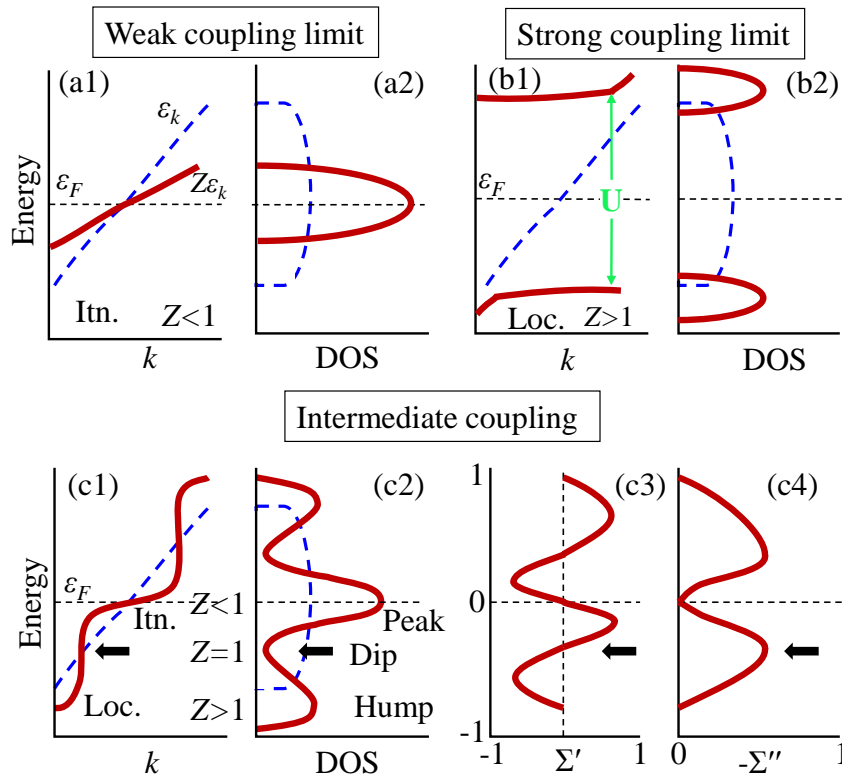 Weak coupling limit
Strong coupling limit
(a1)
(a2)
(b1)
(b2)
εk
εF
Zεk
Energy
Itn.
Z<1
k
DOS
εF
U
Loc.
Z>1
k
DOS
Intermediate coupling
(c1)
(c2)
(c3)
(c4)
Energy
εF
Itn.
Loc.
Z<1
Z=1
Z>1
Peak
Dip
Hump
k
DOS
1
0
-1
-1
Σ′
1
0
-Σ″
1